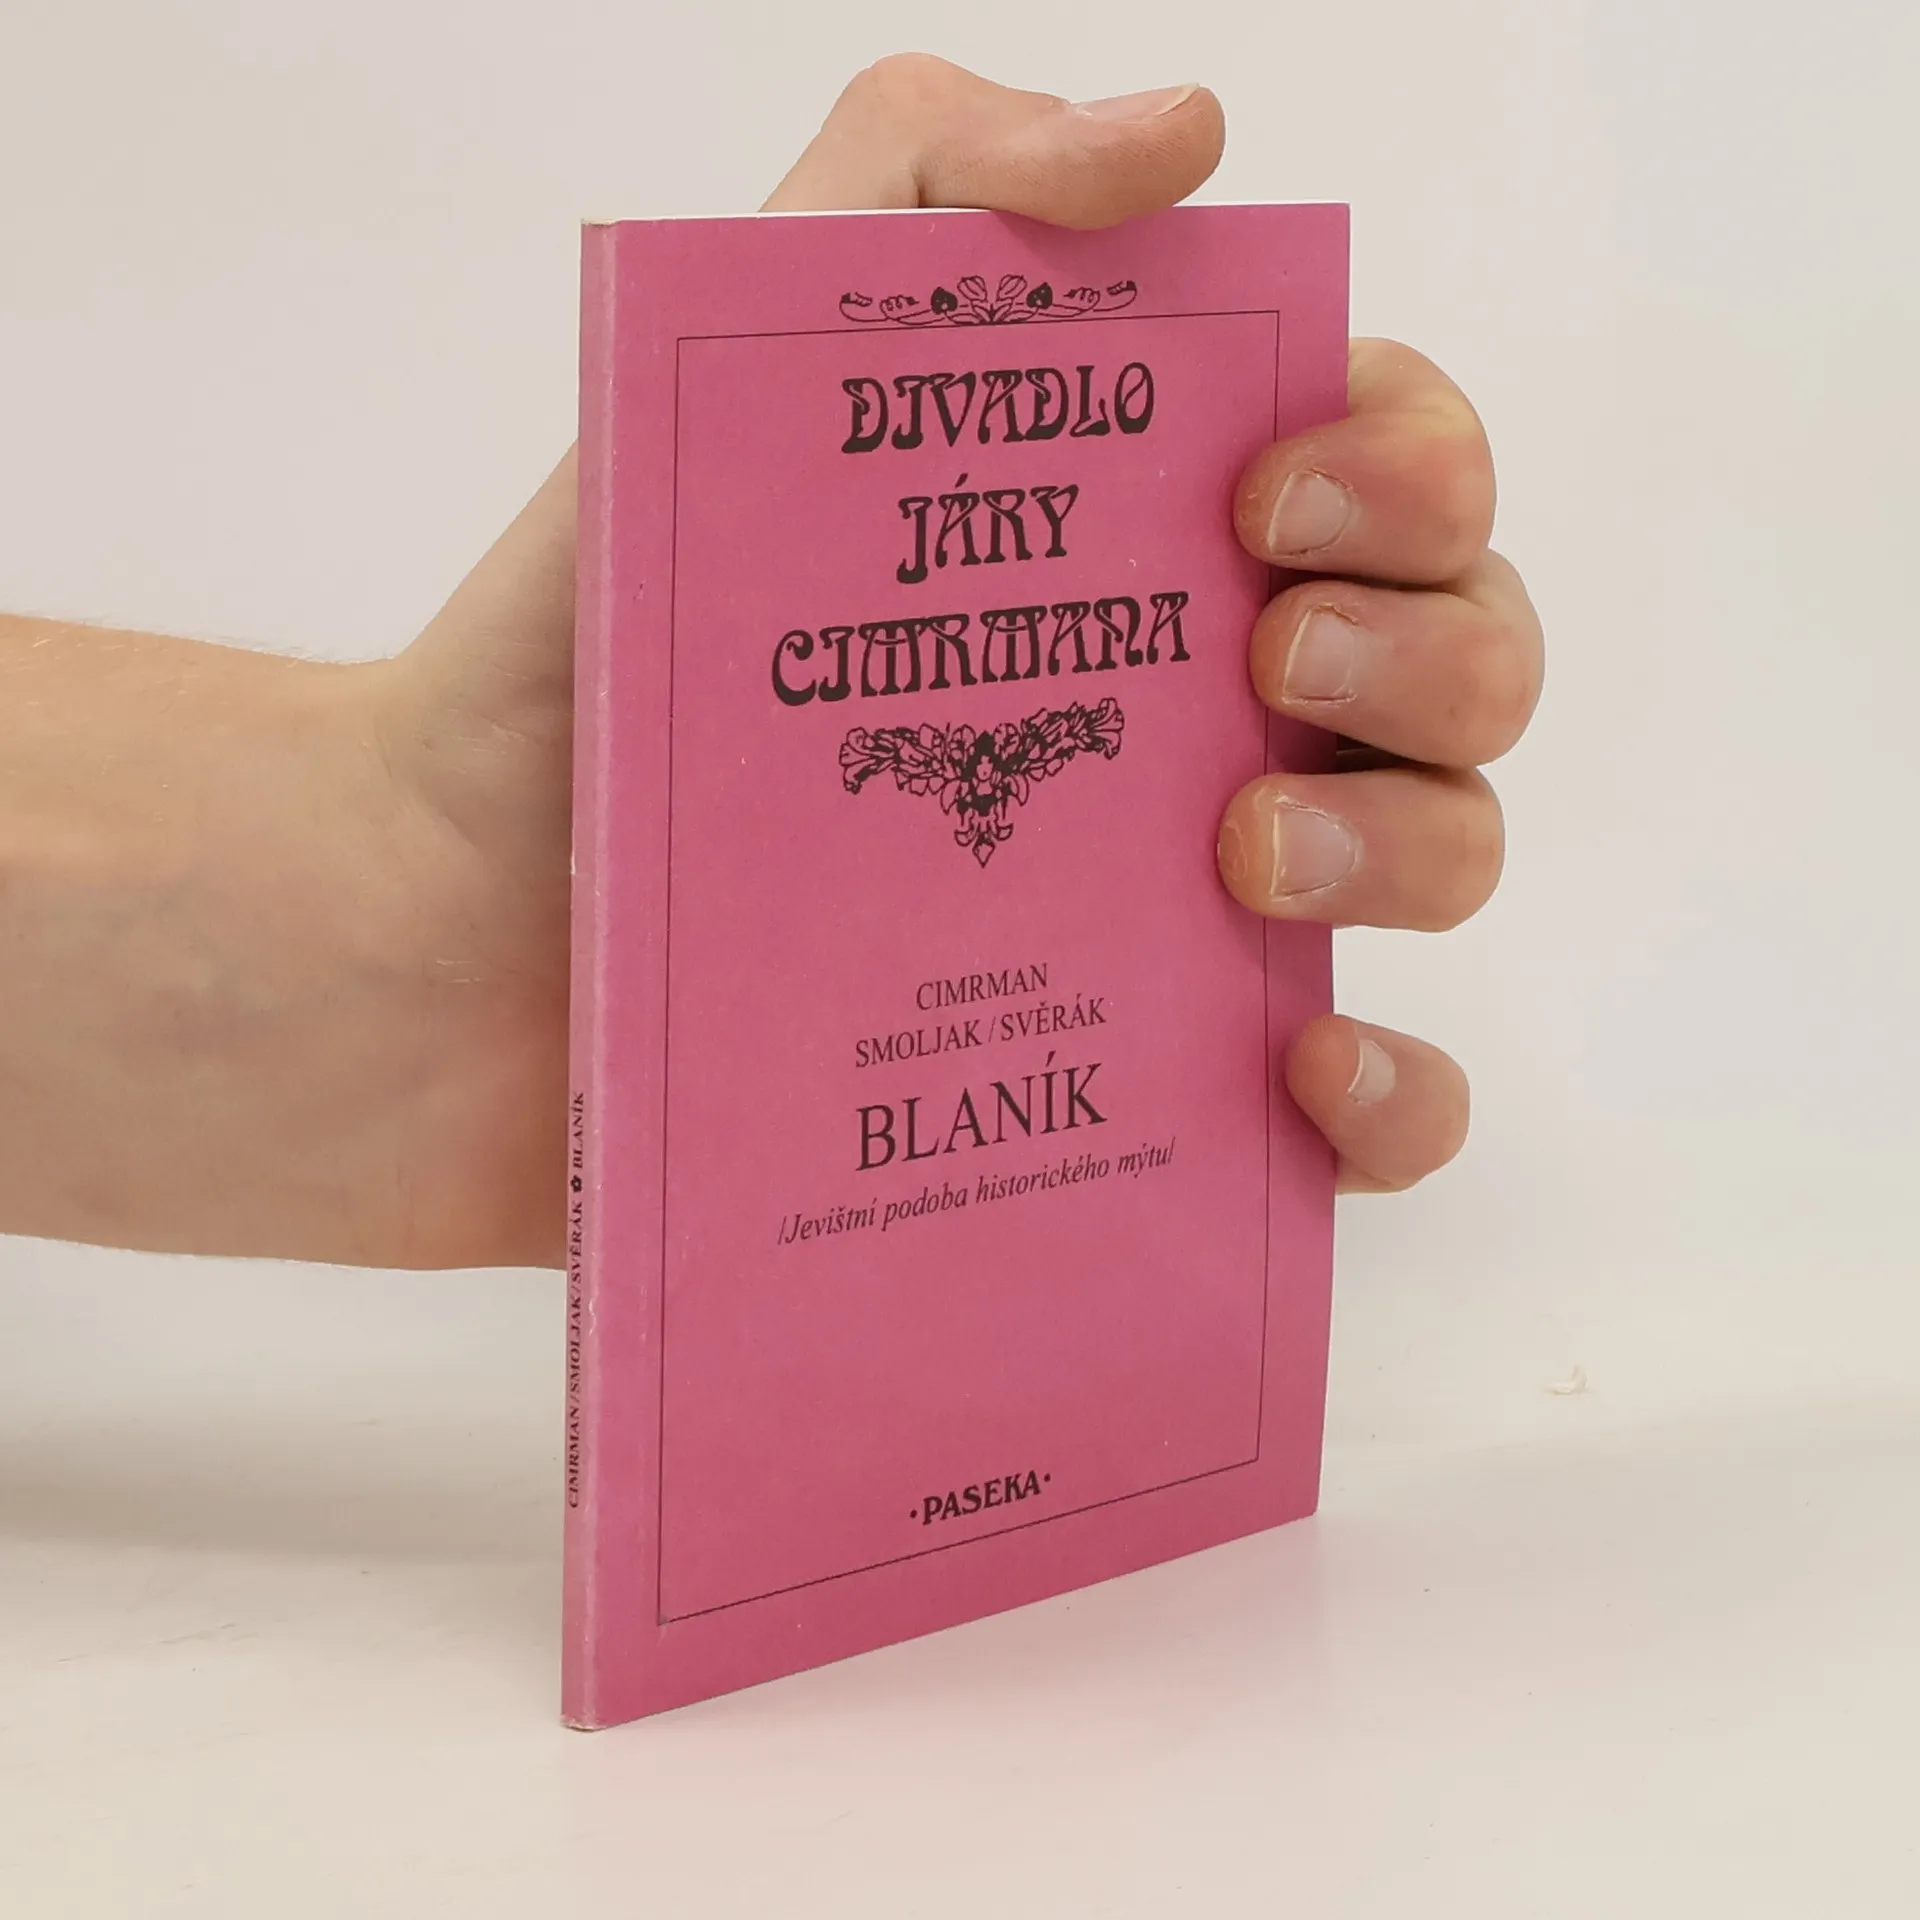 DIVADLO
JÁRY
CIMRMANA
CIMRMAN
SMOLJAK/SVĚRÁK
BLANÍK
/Jevištní podoba historického mýtu/
·PASEKA·
CIMRMAN/SMOLJAK/SVĚRÁK ✿ BLANÍK